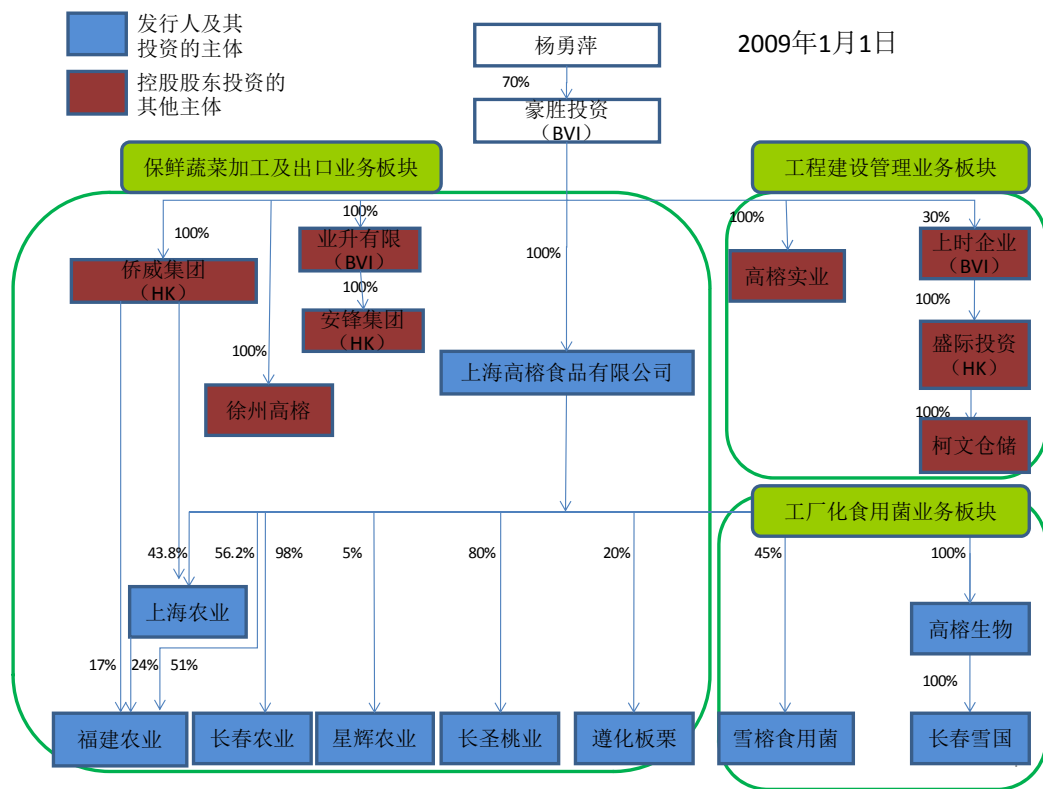 发行人及其
投资的主体
控股股东投资的
其他主体
2009年1月1日
杨勇萍
70%
豪胜投资
（BVI）
保鲜蔬菜加工及出口业务板块
工程建设管理业务板块
100%
100%
100%
30%
业升有限
（BVI）
上时企业
（BVI）
100%
侨威集团
（HK）
高榕实业
100%
100%
安锋集团
（HK）
盛际投资
（HK）
100%
上海高榕食品有限公司
徐州高榕
100%
柯文仓储
工厂化食用菌业务板块
43.8%
56.2%
98%
5%
80%
20%
45%
100%
上海农业
高榕生物
17%
24%
51%
100%
福建农业
长春农业
星辉农业
长圣桃业
遵化板栗
雪榕食用菌
长春雪国